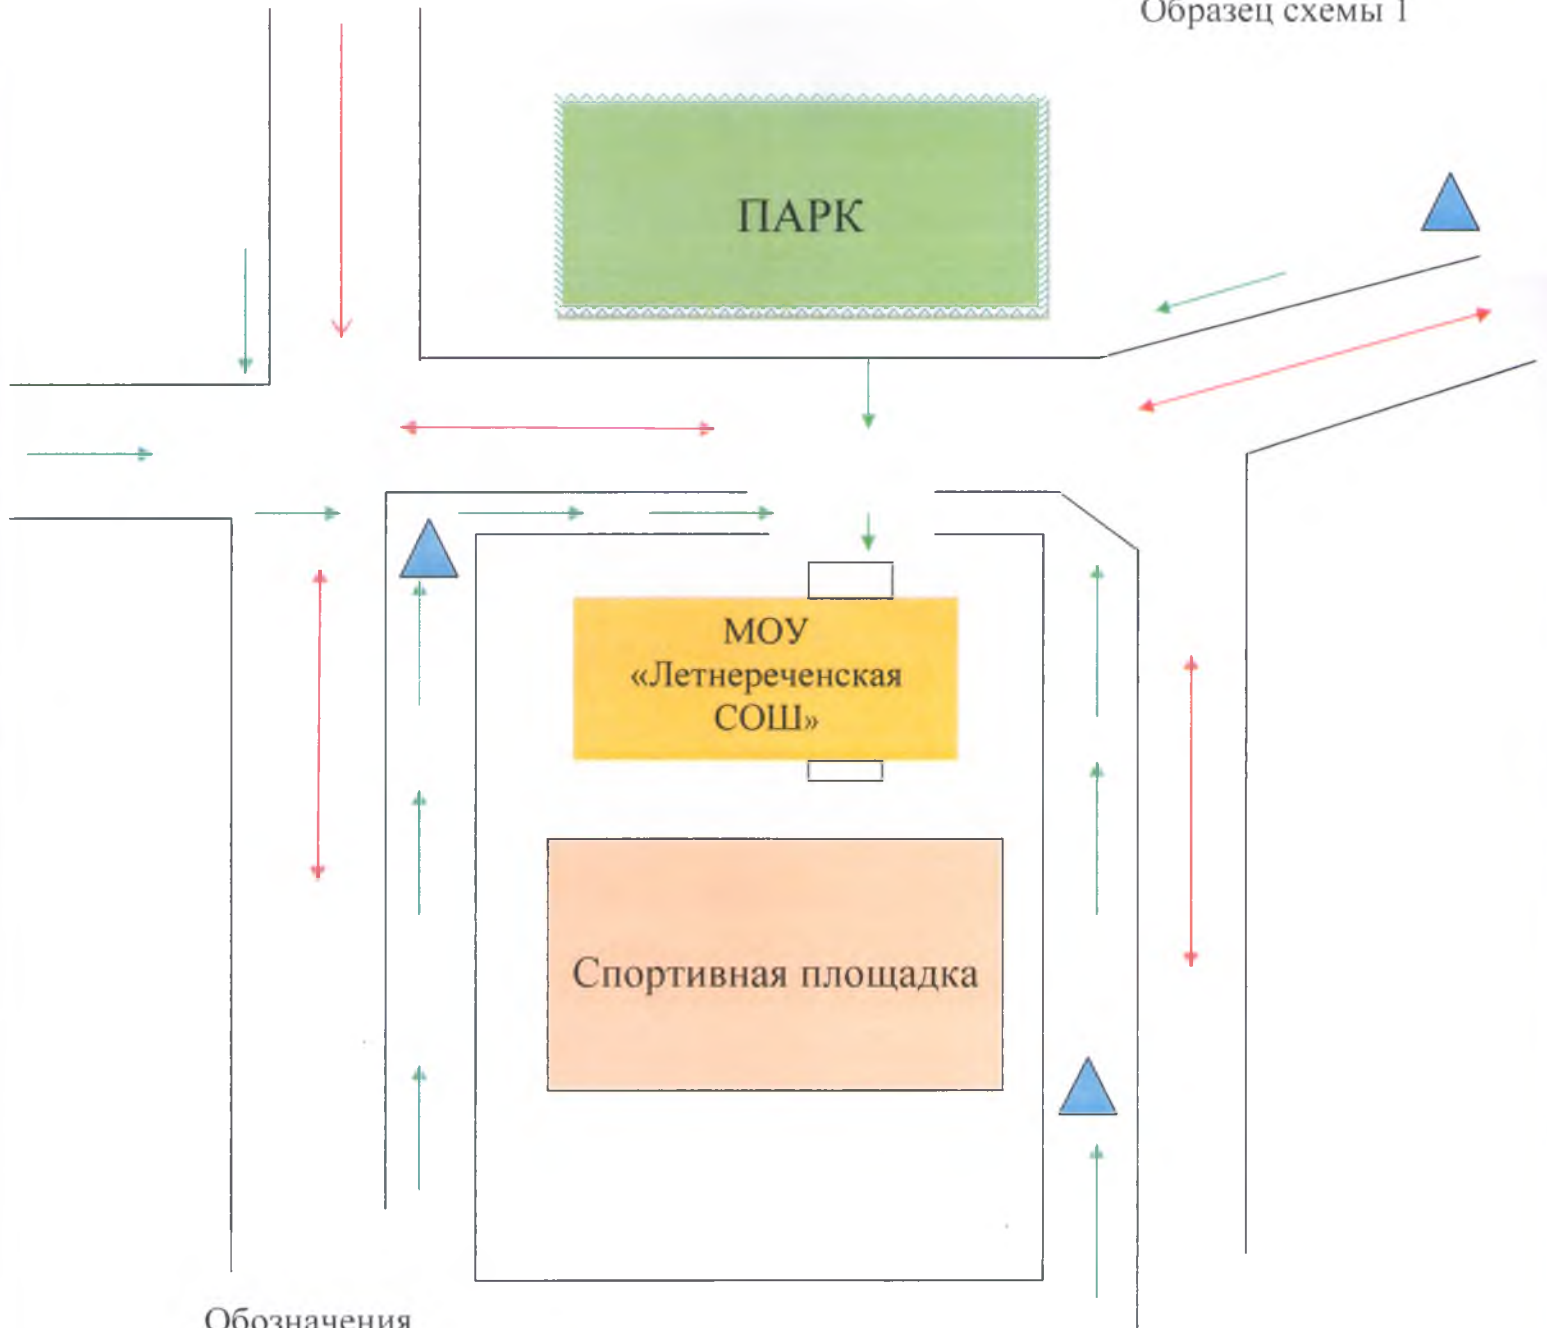 Образец схемы 1
ПАРК
МОУ
«Летнереченская
СОШ»
Спортивная площадка
Обозначения